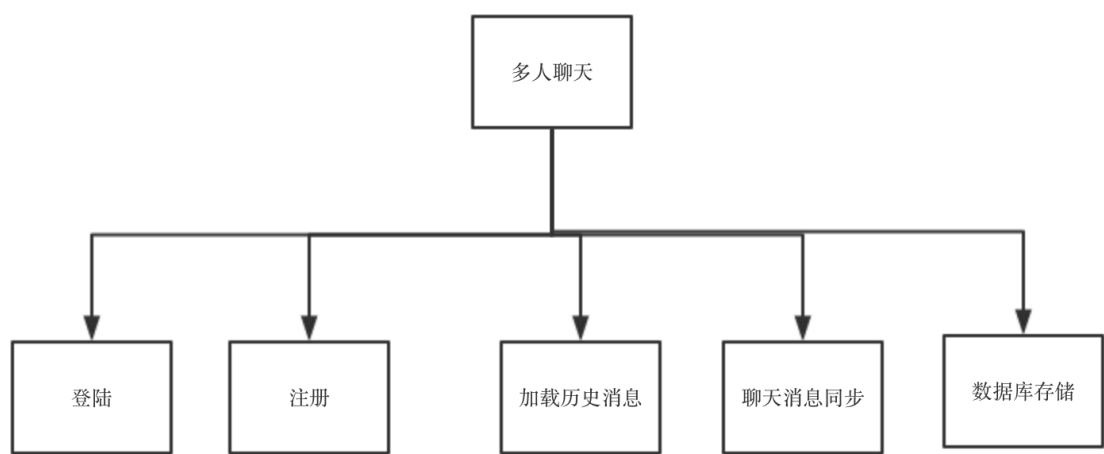 多人聊天
登陆
注册
加载历史消息
聊天消息同步
数据库存储